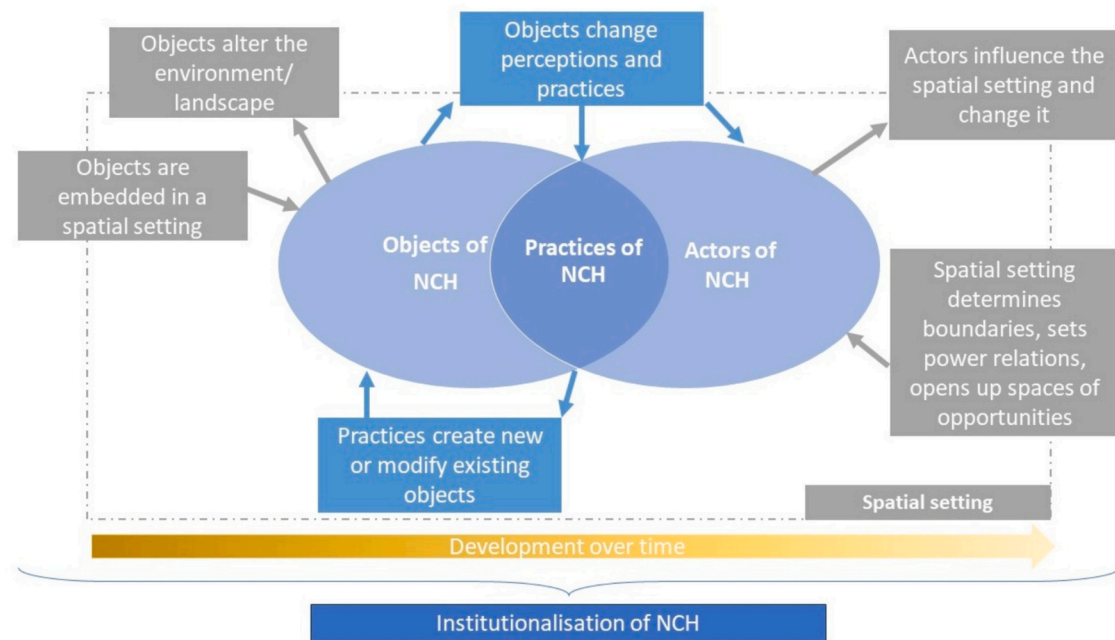 Objects alter the
environment/
landscape
Objects change
perceptions and
practices
Actors influence the
spatial setting and
change it
Objects are
embedded in a
spatial setting
Objects of
NCH
Practices of
NCH
Actors of
NCH
Spatial setting
determines
boundaries, sets
power relations,
opens up spaces of
opportunities
Practices create new
or modify existing
objects
Spatial setting
Development over time
Institutionalisation of NCH